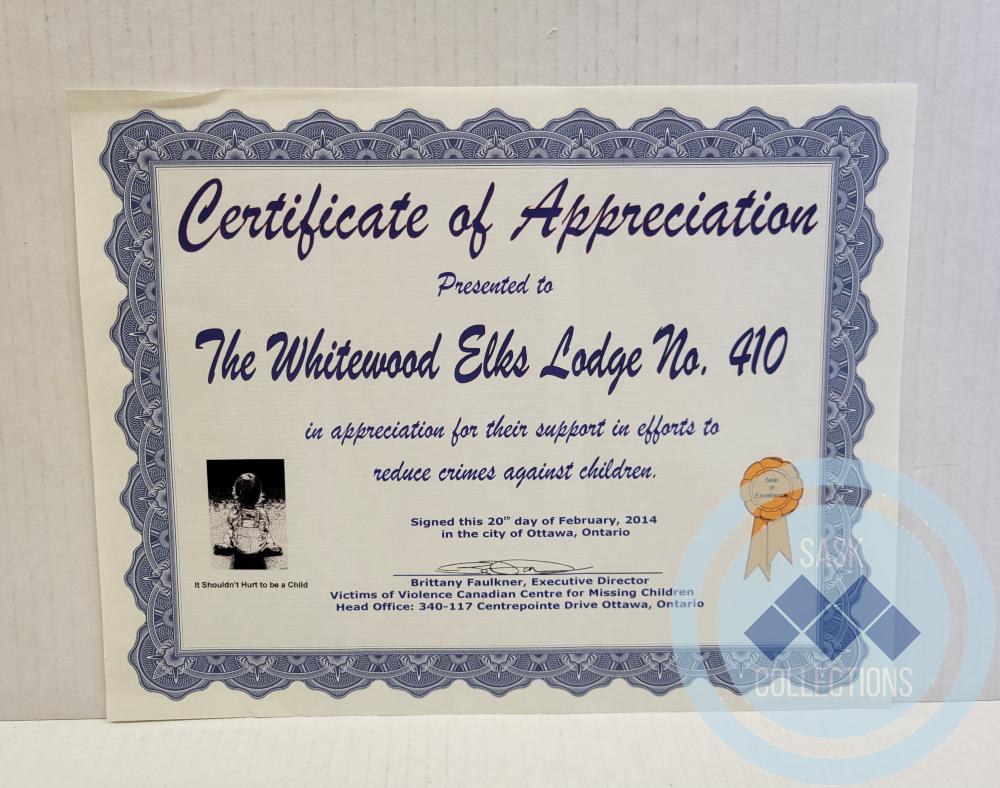 Certificate of Appreciation
Presented to
The Whitewood Elks Lodge No. 410
in appreciation for their support in efforts to
reduce crimes against children.
Seal
of
Excellence
Signed this 20th day of February, 2014
in the city of Ottawa, Ontario
It Shouldn't Hurt to be a Child
Brittany Faulkner, Executive Director
Victims of Violence Canadian Centre for Missing Children
Head Office: 340-117 Centrepointe Drive Ottawa, Ontario
SASK
COLLECTIONS